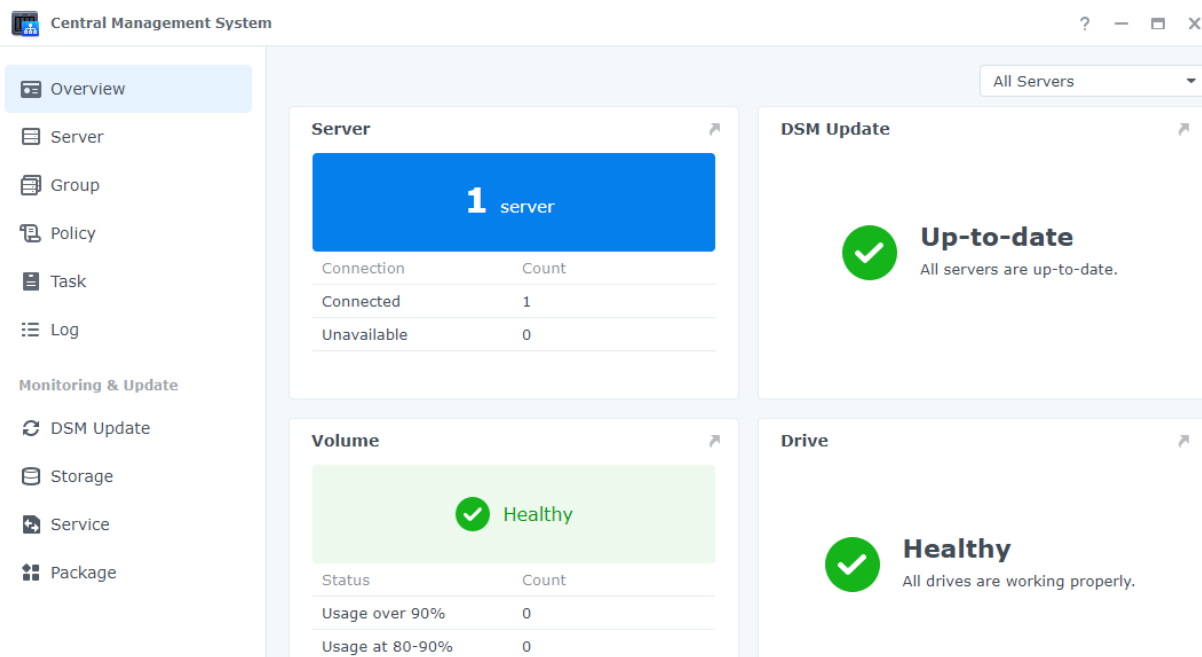 Central Management System
?
All Servers
Overview
Server
Group
Policy
Task
Log
Monitoring & Update
DSM Update
Storage
Service
Package
Server
1 server
Connection Count
Connected 1
Unavailable 0
DSM Update
Up-to-date
All servers are up-to-date.
Volume
Healthy
Status Count
Usage over 90% 0
Usage at 80-90% 0
Drive
Healthy
All drives are working properly.